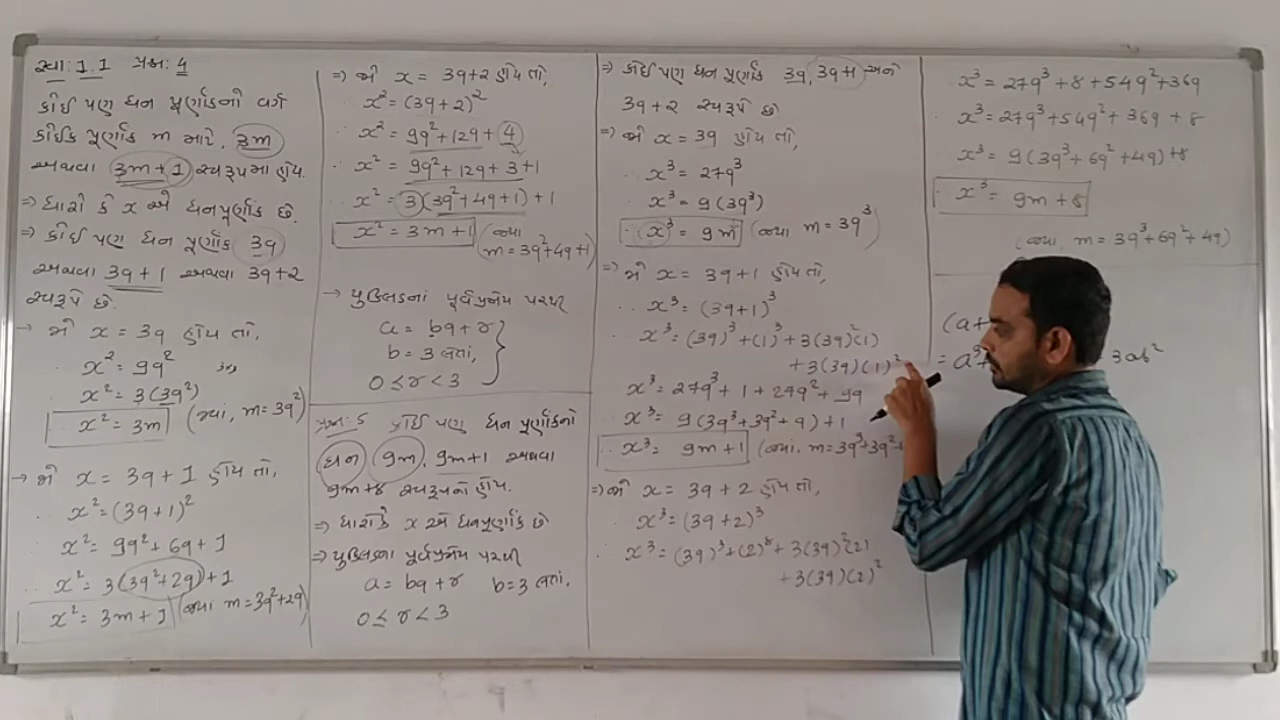 સ્વા: 1.1 પ્રશ્ન: 4
કોઈ પણ ધન પૂર્ણાંકનો વર્ગ
કોઈક પૂર્ણાંક m માટે, 3m
અથવા 3m+1 સ્વરૂપમાં હોય.
⇒ ધારો કે x એ ધનપૂર્ણાંક છે.
⇒ કોઈ પણ ધન પૂર્ણાંક 3q
અથવા 3q+1 અથવા 3q+2
સ્વરૂપે છે.
→ જો x = 3q હોય તો,
x² = 9q²
x² = 3(3q²)
x² = 3m (જ્યાં, m = 3q²)
→ જો x = 3q+1 હોય તો,
x² = (3q+1)²
x² = 9q²+6q+1
x² = 3(3q²+2q)+1
x² = 3m+1 (જ્યાં m=3q²+2q)
⇒ જો x = 3q+2 હોય તો,
x² = (3q+2)²
∴ x² = 9q²+12q+4
∴ x² = 9q²+12q+3+1
x² = 3(3q²+4q+1)+1
x² = 3m+1 (જ્યાં m=3q²+4q+1)
→ યુક્લિડનાં પૂર્વપ્રમેય પરથી
a = bq+r
b = 3 લેતાં,
0 ≤ r < 3
પ્રશ્ન: 5 કોઈ પણ ધન પૂર્ણાંકનો
ઘન 9m, 9m+1 અથવા
9m+8 સ્વરૂપનો હોય.
⇒ ધારોકે x એ ધનપૂર્ણાંક છે
⇒ યુક્લિડના પૂર્વપ્રમેય પરથી
a = bq+r b=3 લેતાં.
0 ≤ r < 3
⇒ કોઈ પણ ધન પૂર્ણાંક 3q, 3q+1 અને
3q+2 સ્વરૂપે છે
⇒ જો x = 3q હોય તો,
∴ x³ = 27q³
∴ x³ = 9(3q³)
∴ x³ = 9m (જ્યાં m = 3q³)
⇒ જો x = 3q+1 હોય તો,
∴ x³ = (3q+1)³
∴ x³ = (3q)³+(1)³+3(3q)²(1)
+3(3q)(1)²
x³ = 27q³+1+27q²+9q
∴ x³ = 9(3q³+3q²+q)+1
x³ = 9m+1 (જ્યાં, m=3q³+3q²+
⇒ જો x = 3q+2 હોય તો,
∴ x³ = (3q+2)³
∴ x³ = (3q)³+(2)³+3(3q)²(2)
+3(3q)(2)²
x³ = 27q³+8+54q²+36q
∴ x³ = 27q³+54q²+36q+8
x³ = 9(3q³+6q²+4q)+8
x³ = 9m+8
(જ્યાં, m = 3q³+6q²+4q)
(a+
= a³+ 3ab²